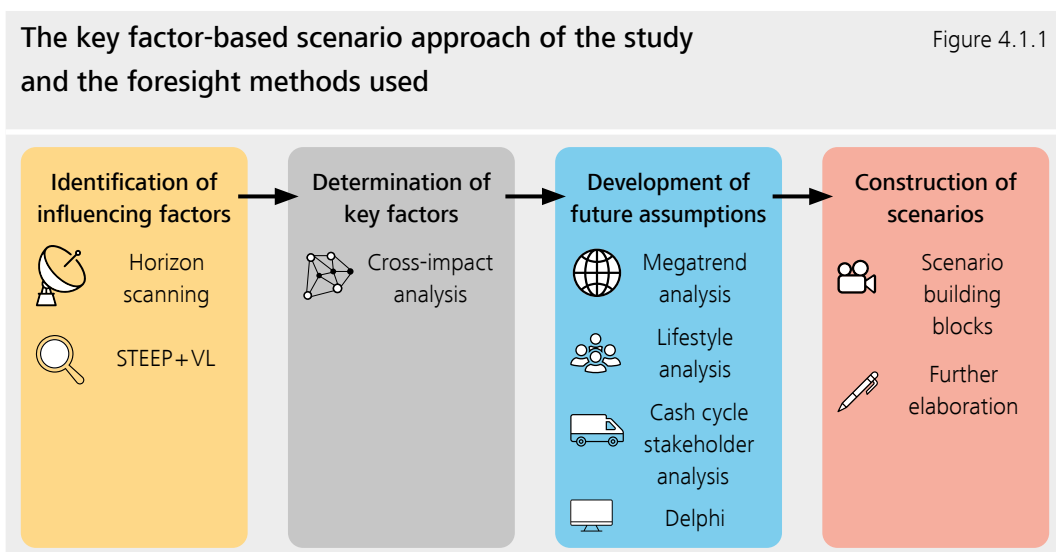 The key factor-based scenario approach of the study
and the foresight methods used
Figure 4.1.1
Identification of
influencing factors
Horizon
scanning
STEEP+VL
Determination of
key factors
Cross-impact
analysis
Development of
future assumptions
Megatrend
analysis
Lifestyle
analysis
Cash cycle
stakeholder
analysis
Delphi
Construction of
scenarios
Scenario
building
blocks
Further
elaboration